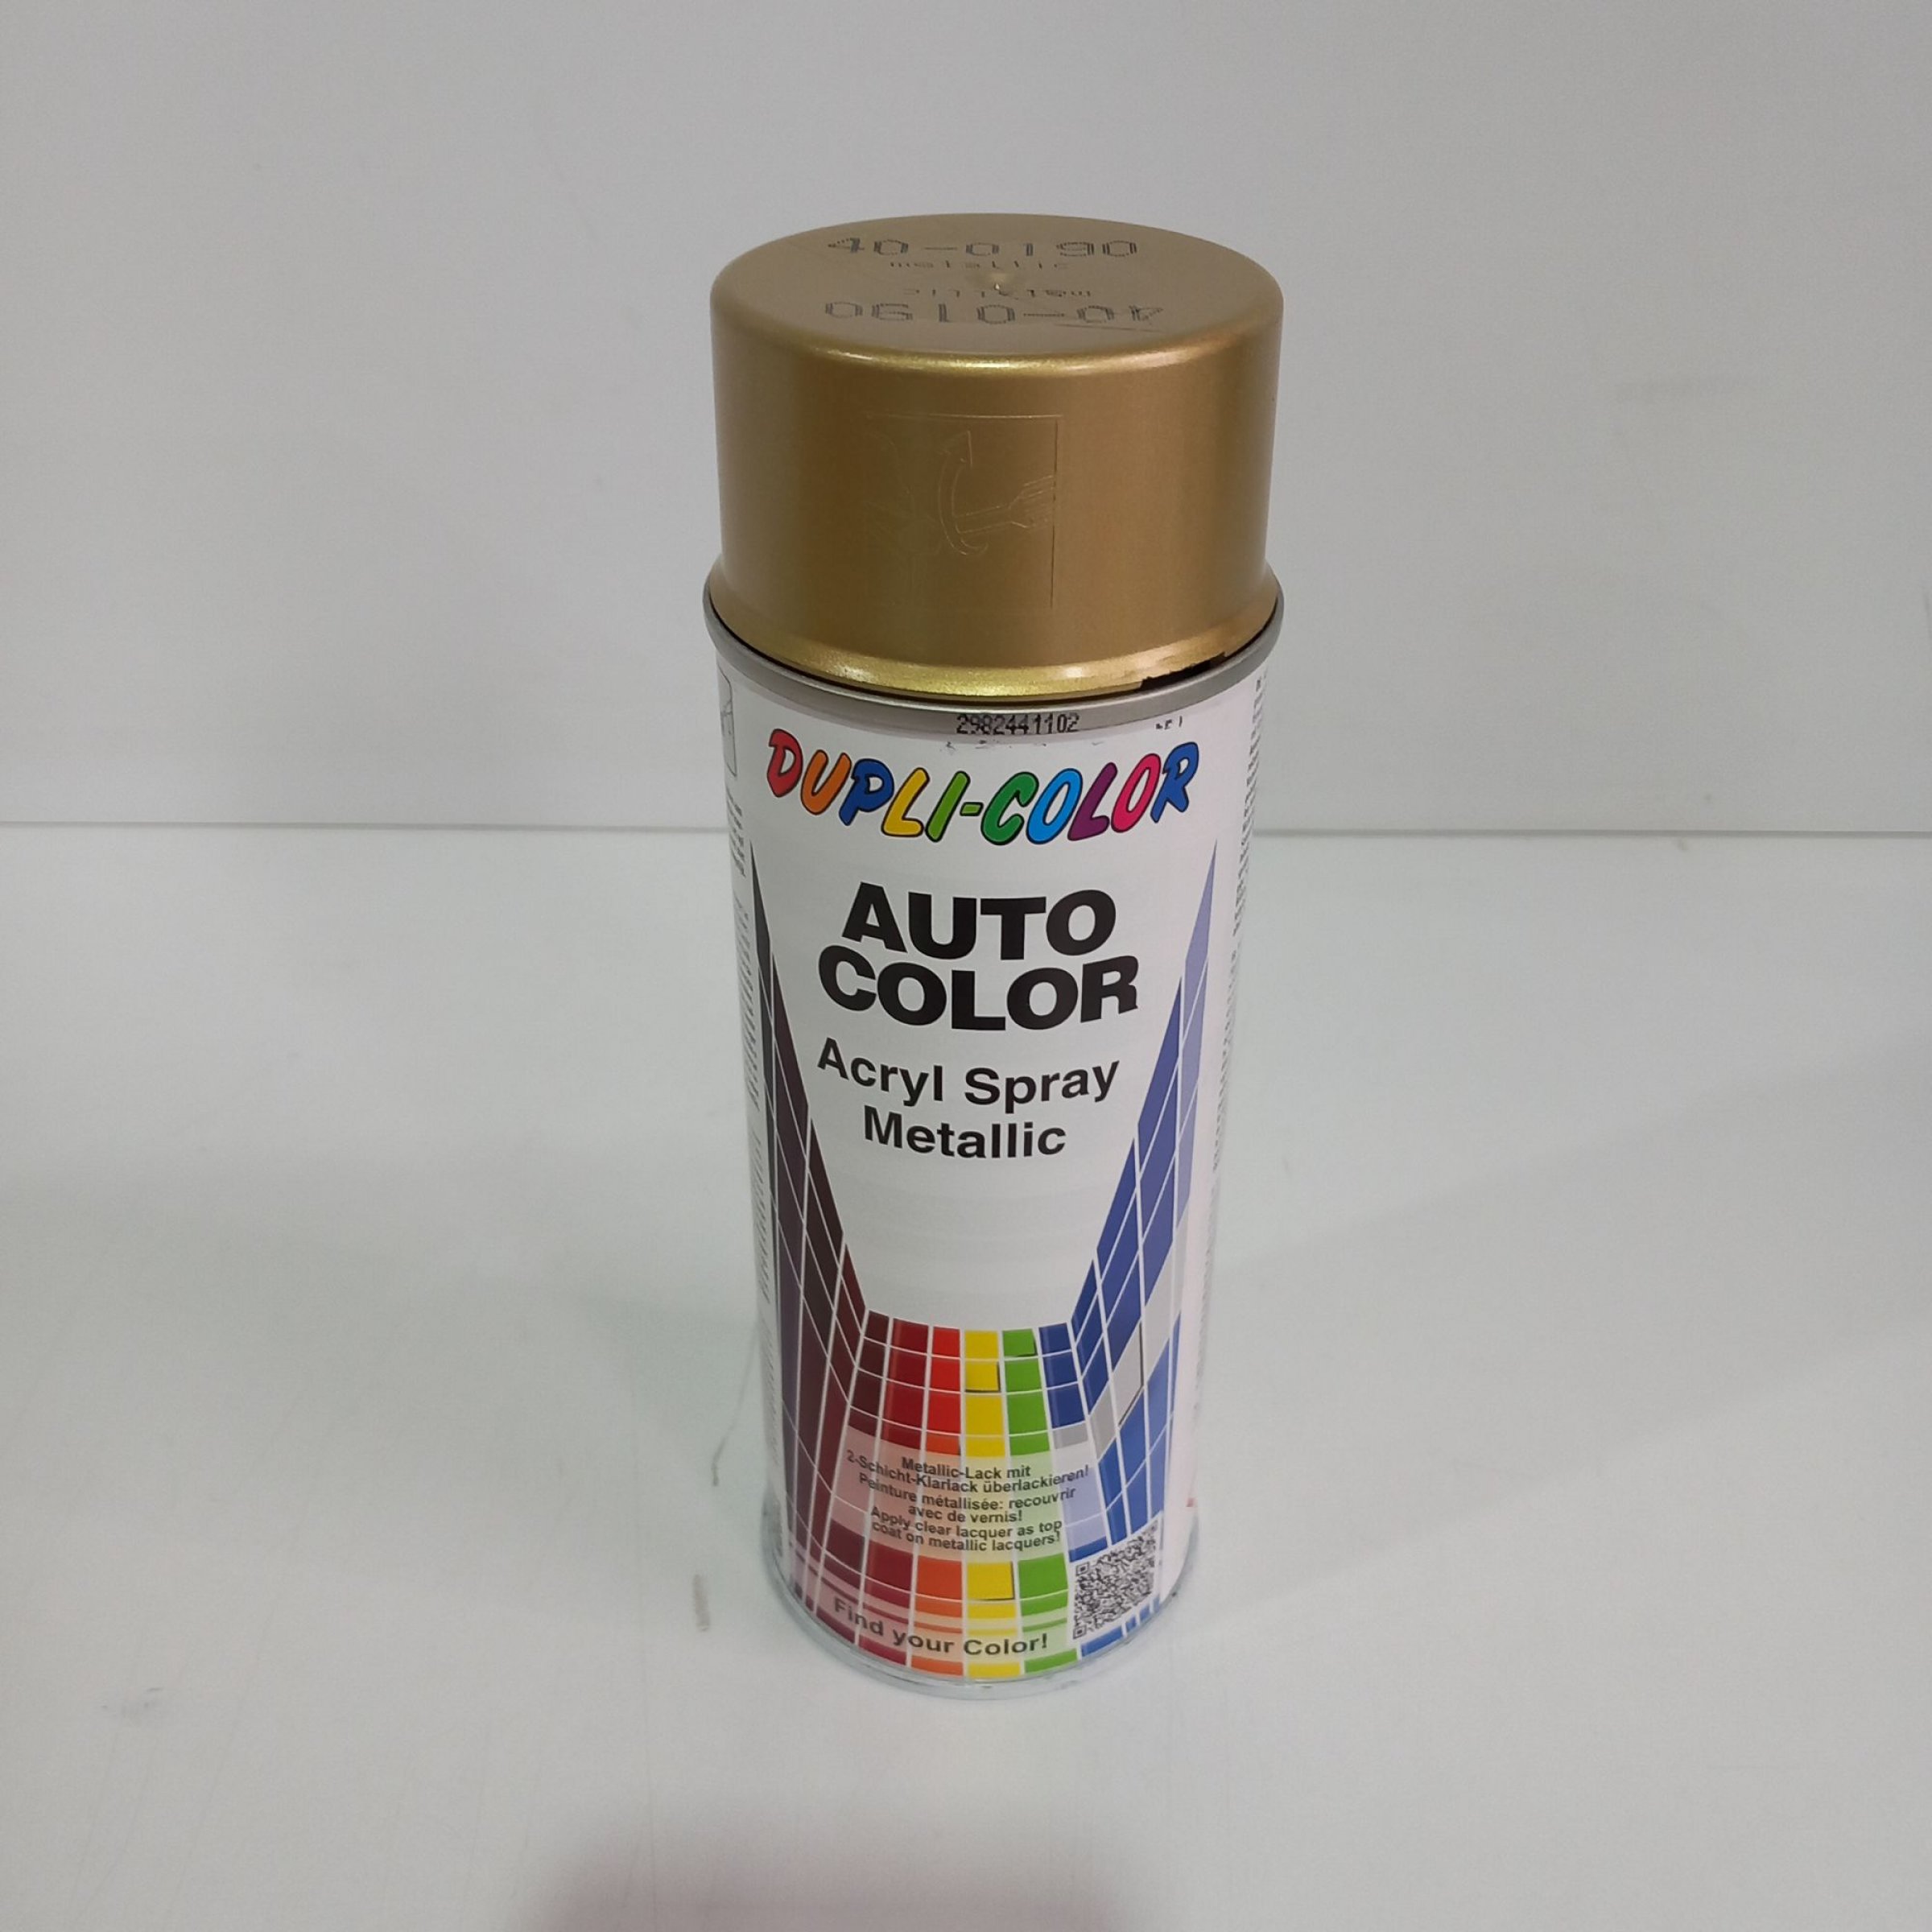 40-0190
metallic
metallic
40-0190
2982441102
DUPLI-COLOR
AUTO
COLOR
Acryl Spray
Metallic
Metallic-Lack mit
2-Schicht-Klarlack überlackieren!
Peinture métallisée: recouvrir
avec de vernis!
Apply clear lacquer as top
coat on metallic lacquers!
Find your Color!